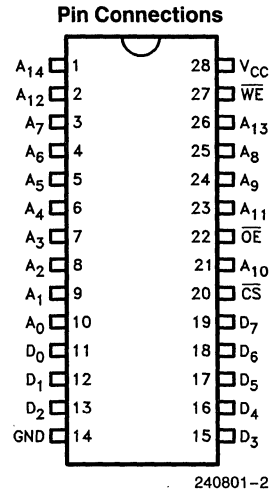 Pin Connections
A14 1 28 VCC
A12 2 27 W̅E̅
A7 3 26 A13
A6 4 25 A8
A5 5 24 A9
A4 6 23 A11
A3 7 22 O̅E̅
A2 8 21 A10
A1 9 20 C̅S̅
A0 10 19 D7
D0 11 18 D6
D1 12 17 D5
D2 13 16 D4
GND 14 15 D3
240801-2